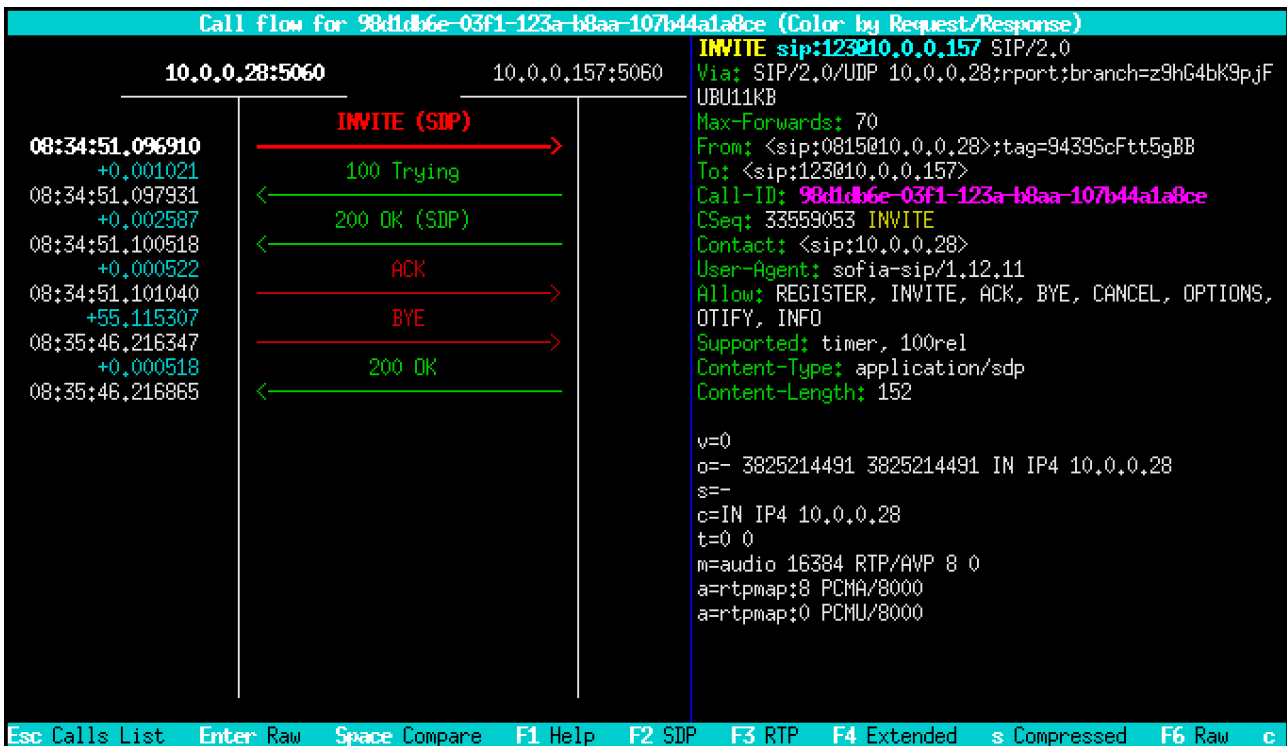 Call flow for 98d1db6e-03f1-123a-b8aa-107b44a1a8ce (Color by Request/Response)
10.0.0.28:5060 10.0.0.157:5060
INVITE (SDP)
08:34:51.096910
+0.001021 100 Trying
08:34:51.097931
+0.002587 200 OK (SDP)
08:34:51.100518
+0.000522 ACK
08:34:51.101040
+55.115307 BYE
08:35:46.216347
+0.000518 200 OK
08:35:46.216865
INVITE sip:123@10.0.0.157 SIP/2.0
Via: SIP/2.0/UDP 10.0.0.28;rport;branch=z9hG4bK9pjF
UBU11KB
Max-Forwards: 70
From: <sip:0815@10.0.0.28>;tag=9439ScFtt5gBB
To: <sip:123@10.0.0.157>
Call-ID: 98d1db6e-03f1-123a-b8aa-107b44a1a8ce
CSeq: 33559053 INVITE
Contact: <sip:10.0.0.28>
User-Agent: sofia-sip/1.12.11
Allow: REGISTER, INVITE, ACK, BYE, CANCEL, OPTIONS,
OTIFY, INFO
Supported: timer, 100rel
Content-Type: application/sdp
Content-Length: 152
v=0
o=- 3825214491 3825214491 IN IP4 10.0.0.28
s=-
c=IN IP4 10.0.0.28
t=0 0
m=audio 16384 RTP/AVP 8 0
a=rtpmap:8 PCMA/8000
a=rtpmap:0 PCMU/8000
Esc Calls List Enter Raw Space Compare F1 Help F2 SDP F3 RTP F4 Extended s Compressed F6 Raw c